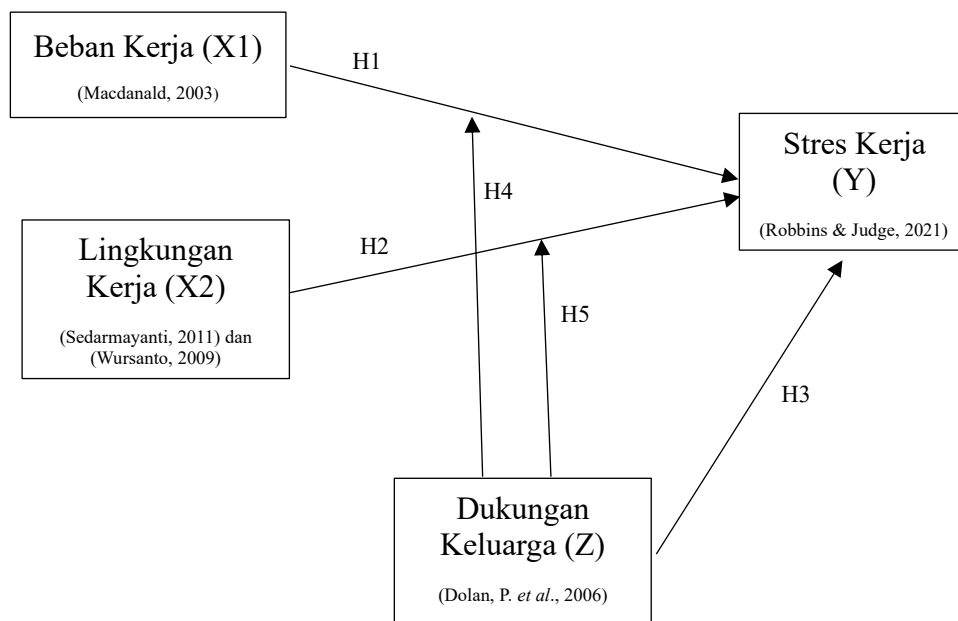 Beban Kerja (X1)
(Macdanald, 2003)
H1
Stres Kerja
(Y)
(Robbins & Judge, 2021)
H4
Lingkungan
Kerja (X2)
(Sedarmayanti, 2011) dan
(Wursanto, 2009)
H2
H5
H3
Dukungan
Keluarga (Z)
(Dolan, P. et al., 2006)